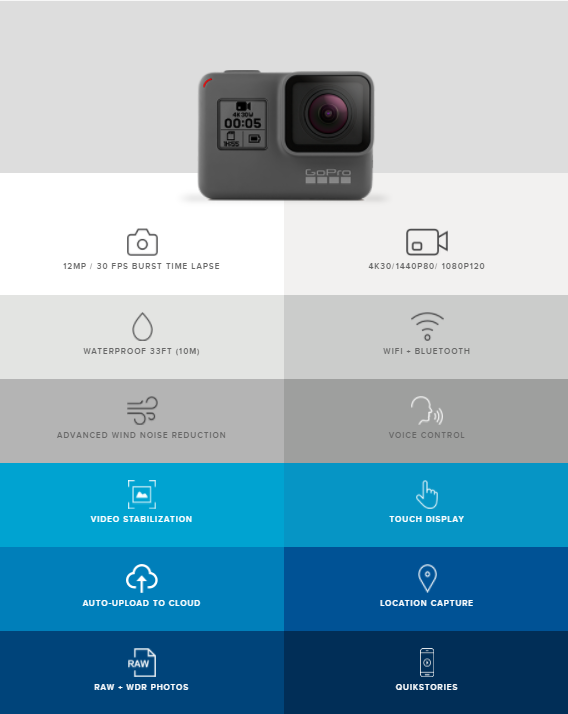 4K30W
00:05
1H:55
GoPro
12MP / 30 FPS BURST TIME LAPSE
4K30/1440P80/ 1080P120
WATERPROOF 33FT (10M)
WIFI + BLUETOOTH
ADVANCED WIND NOISE REDUCTION
VOICE CONTROL
VIDEO STABILIZATION
TOUCH DISPLAY
AUTO-UPLOAD TO CLOUD
LOCATION CAPTURE
RAW
RAW + WDR PHOTOS
QUIKSTORIES